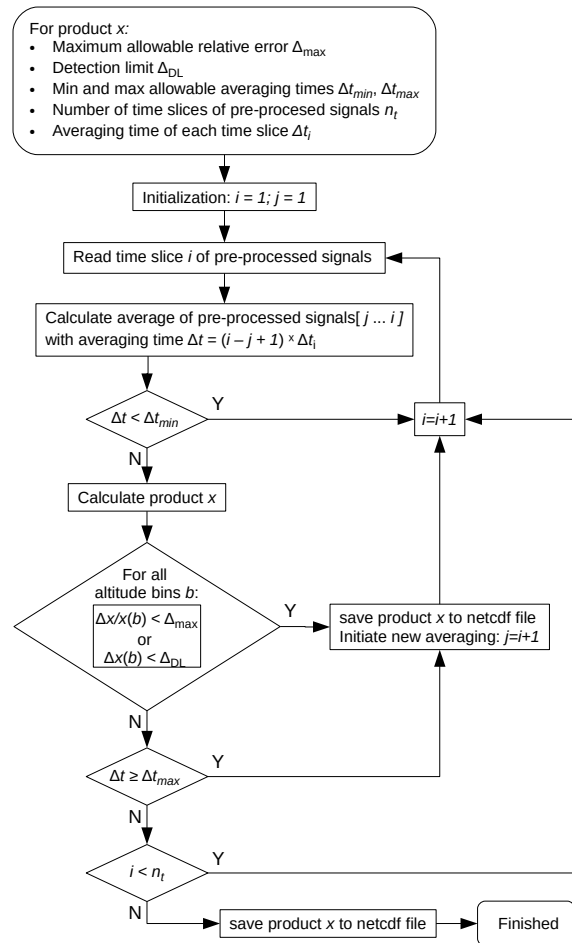 For product x:
• Maximum allowable relative error Δmax
• Detection limit ΔDL
• Min and max allowable averaging times Δtmin, Δtmax
• Number of time slices of pre-procesed signals nt
• Averaging time of each time slice Δti
Initialization: i = 1; j = 1
Read time slice i of pre-processed signals
Calculate average of pre-processed signals[ j ... i ]
with averaging time Δt = (i – j + 1) x Δti
Δt < Δtmin
Y
i=i+1
N
Calculate product x
For all
altitude bins b:
Δx/x(b) < Δmax
or
Δx(b) < ΔDL
Y
save product x to netcdf file
Initiate new averaging: j=i+1
N
Δt ≥ Δtmax
Y
N
i < nt
Y
N
save product x to netcdf file
Finished